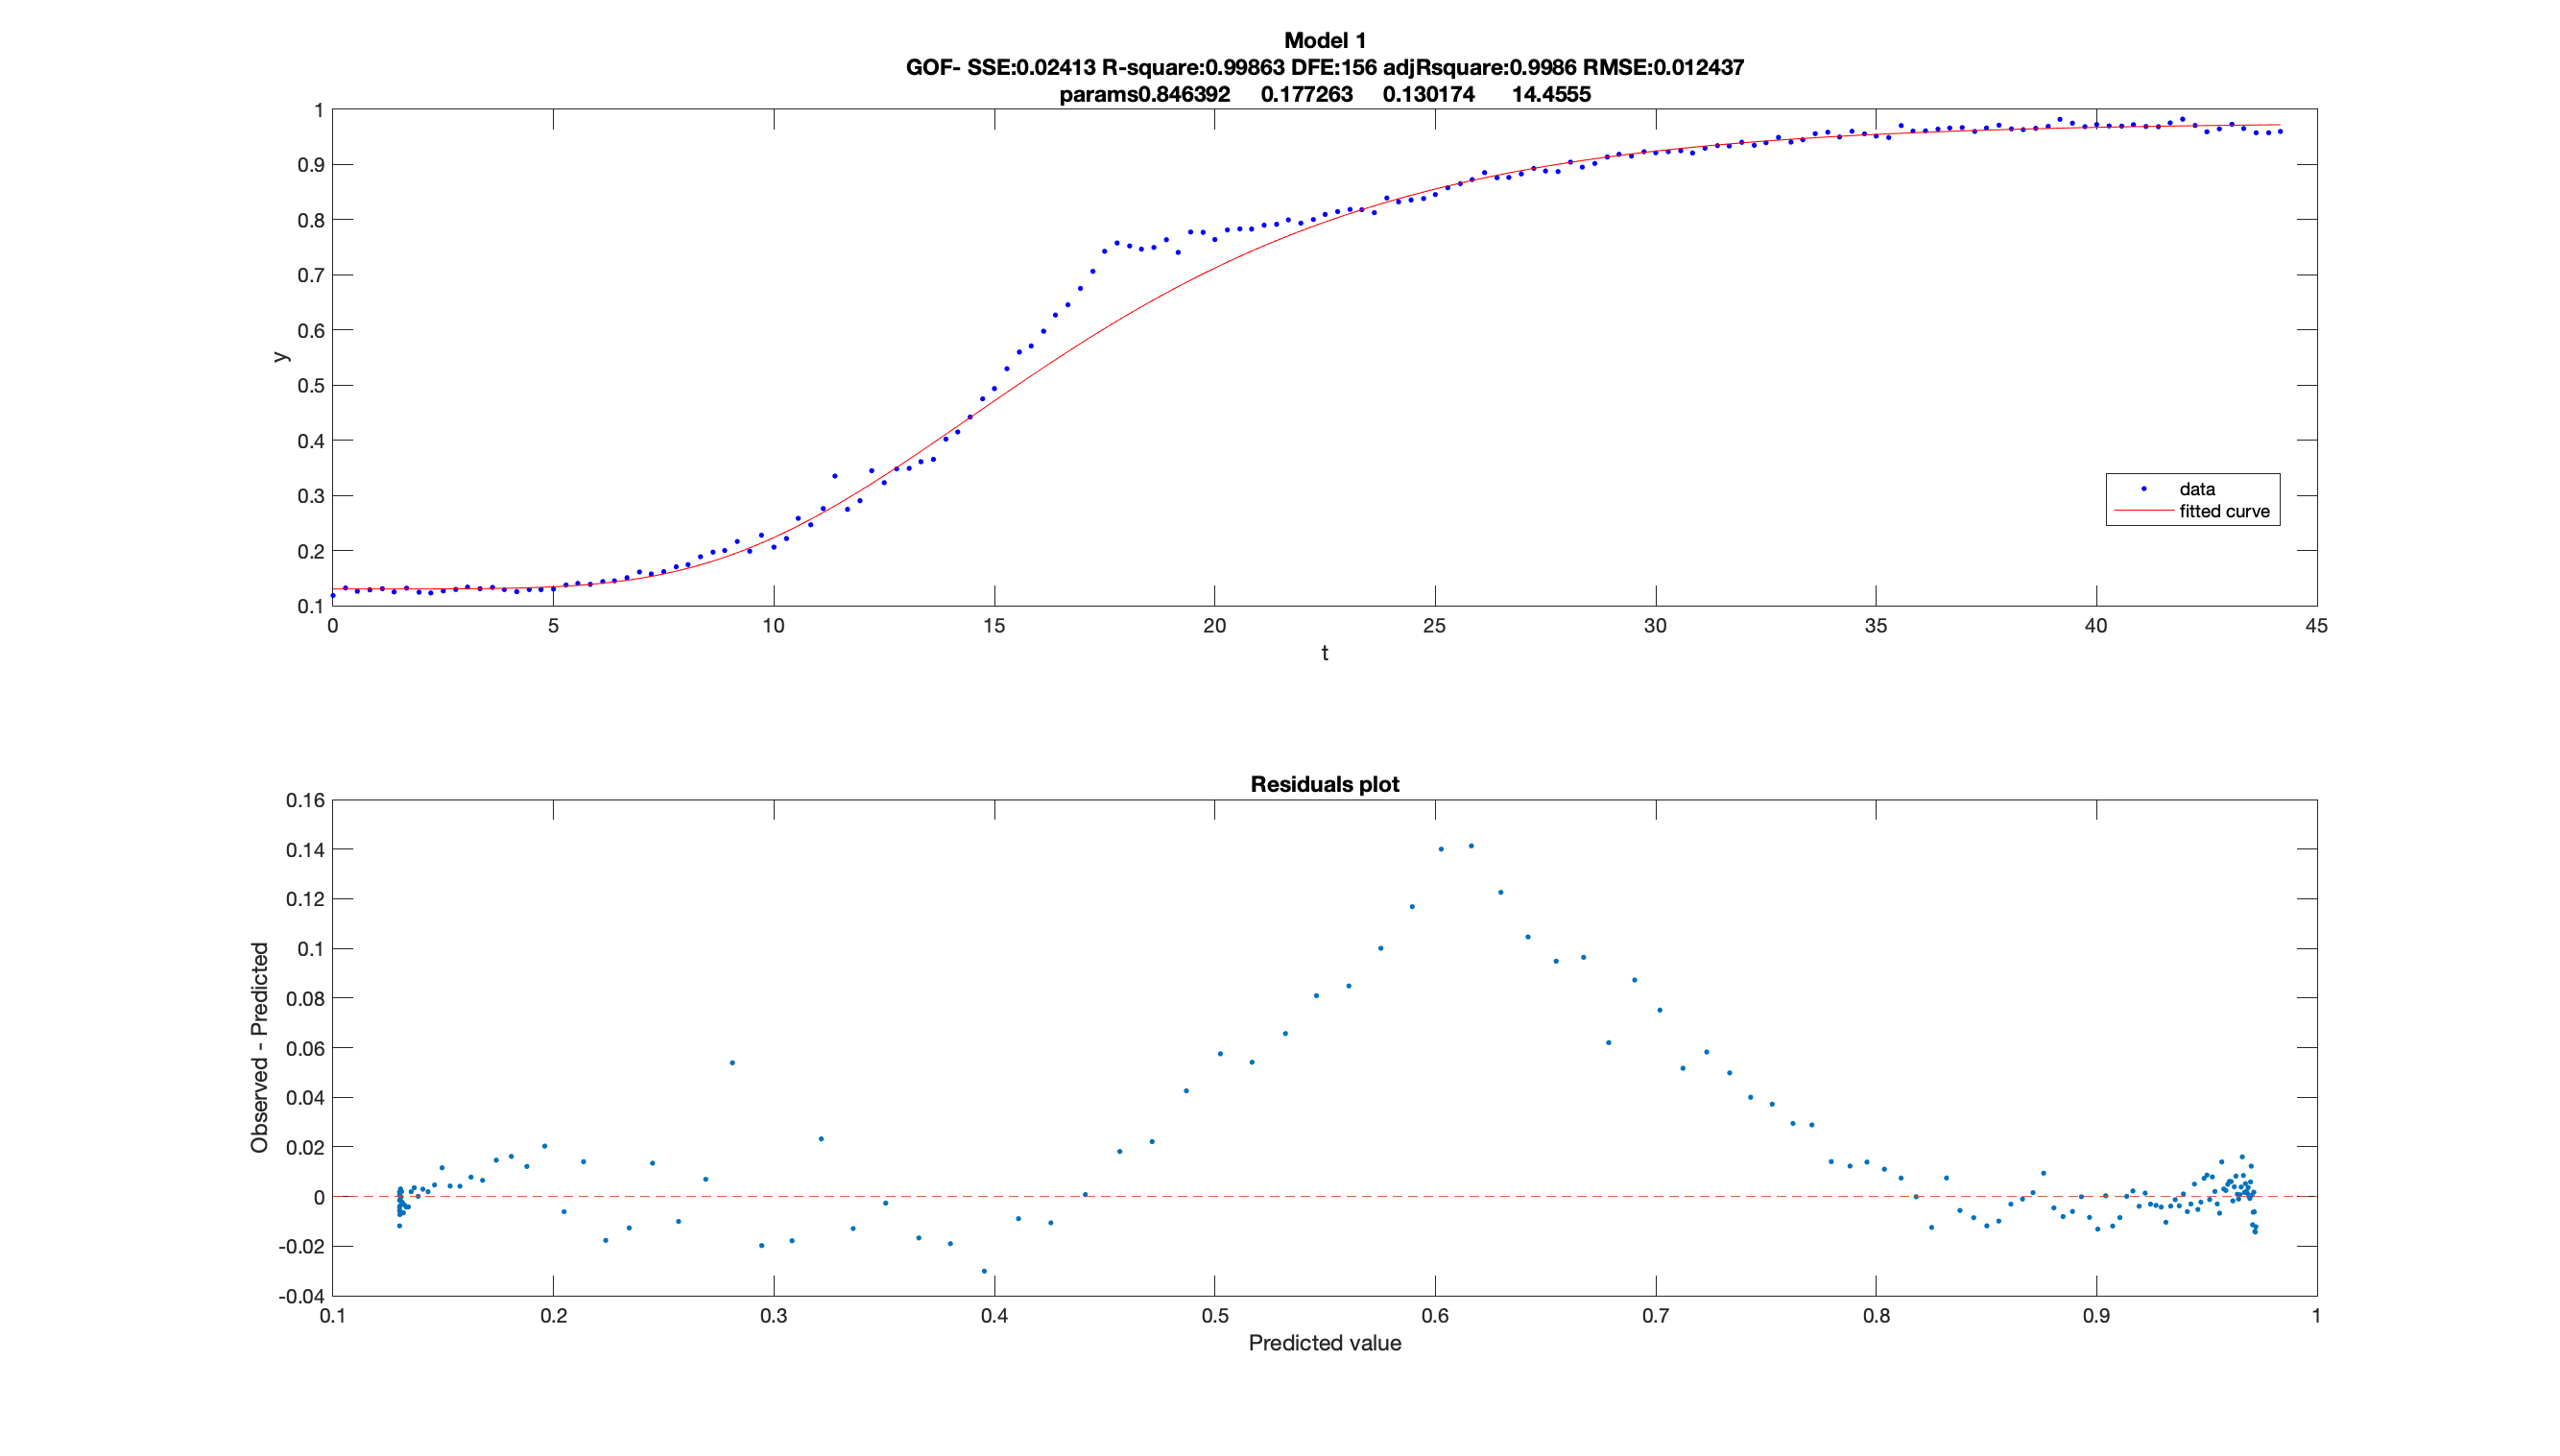 Model 1
GOF- SSE:0.02413 R-square:0.99863 DFE:156 adjRsquare:0.9986 RMSE:0.012437
params0.846392 0.177263 0.130174 14.4555
1
0.9
0.8
0.7
0.6
0.5
0.4
0.3
0.2
0.1
y
0 5 10 15 20 25 30 35 40 45
t
data
fitted curve
Residuals plot
0.16
0.14
0.12
0.1
0.08
0.06
0.04
0.02
0
-0.02
-0.04
Observed - Predicted
0.1 0.2 0.3 0.4 0.5 0.6 0.7 0.8 0.9 1
Predicted value